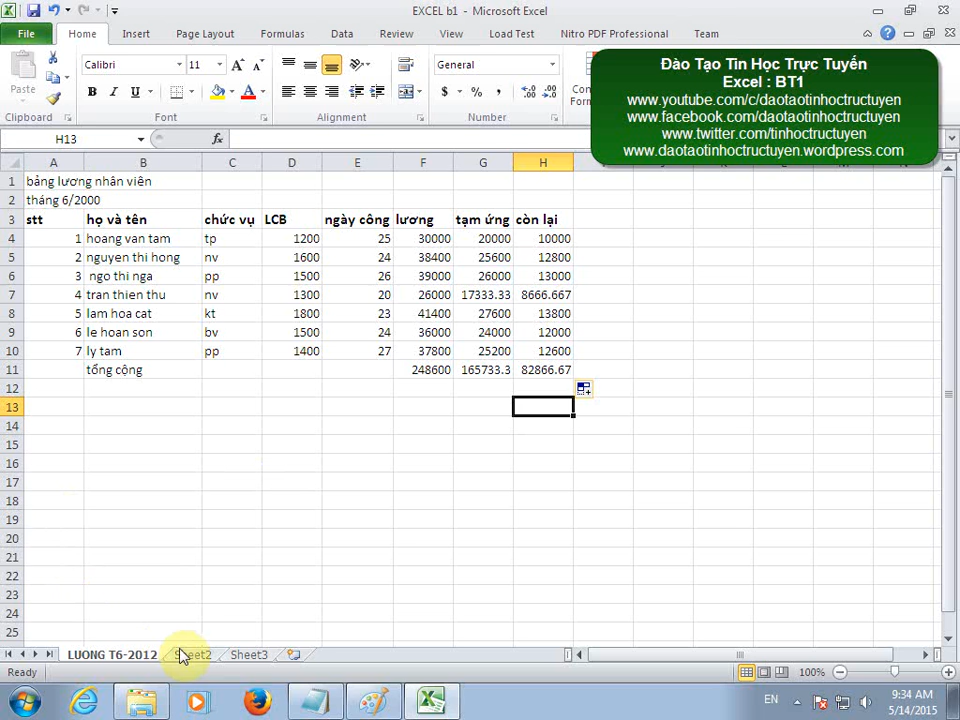 EXCEL b1 - Microsoft Excel
File Home Insert Page Layout Formulas Data Review View Load Test Nitro PDF Professional Team
Paste Calibri 11 General
B I U
Clipboard Font Alignment Number
Đào Tạo Tin Học Trực Tuyến
Excel : BT1
www.youtube.com/c/daotaotinhoctructuyen
www.facebook.com/daotaotinhoctructuyen
www.twitter.com/tinhoctructuyen
www.daotaotinhoctructuyen.wordpress.com
H13 fx
A B C D E F G H
1 bảng lương nhân viên
2 tháng 6/2000
3 stt họ và tên chức vụ LCB ngày công lương tạm ứng còn lại
4 1 hoang van tam tp 1200 25 30000 20000 10000
5 2 nguyen thi hong nv 1600 24 38400 25600 12800
6 3 ngo thi nga pp 1500 26 39000 26000 13000
7 4 tran thien thu nv 1300 20 26000 17333.33 8666.667
8 5 lam hoa cat kt 1800 23 41400 27600 13800
9 6 le hoan son bv 1500 24 36000 24000 12000
10 7 ly tam pp 1400 27 37800 25200 12600
11 tổng cộng 248600 165733.3 82866.67
12
13
14
15
16
17
18
19
20
21
22
23
24
25
LUONG T6-2012 Sheet2 Sheet3
Ready 100%
EN 9:34 AM
5/14/2015